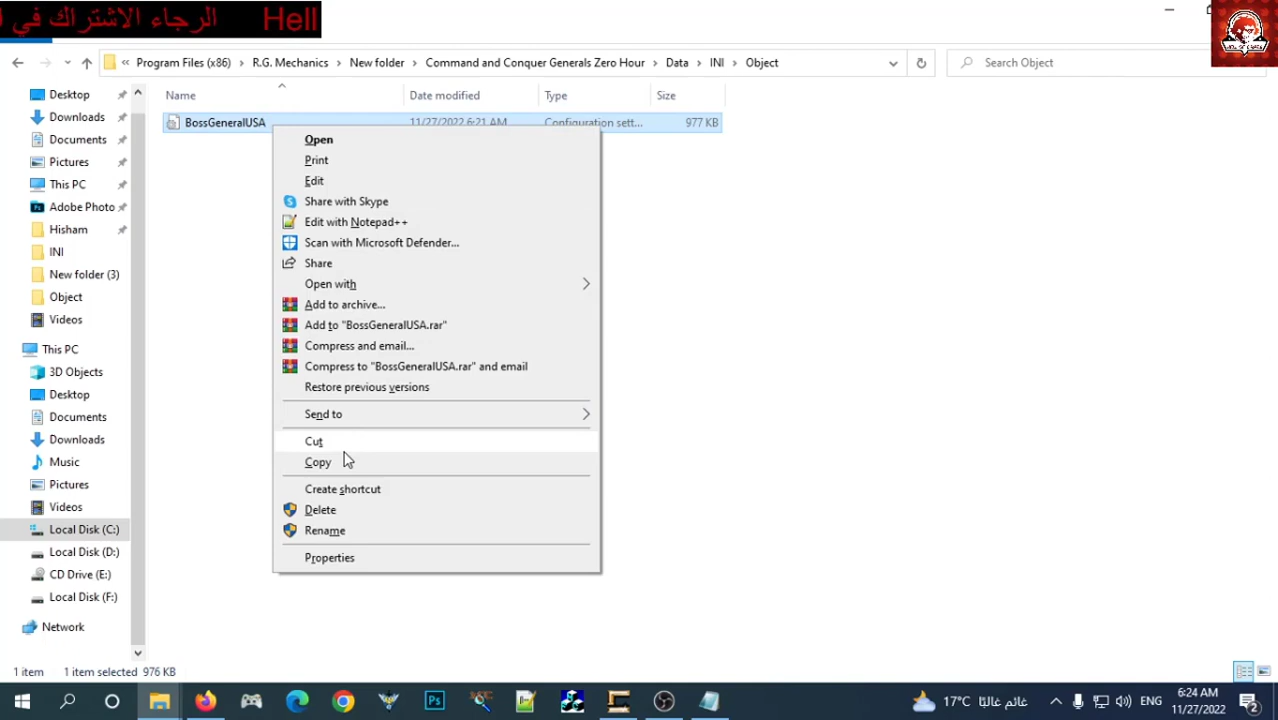 الرجاء الاشتراك في ا
Hell
Program Files (x86)
R.G. Mechanics
New folder
Command and Conquer Generals Zero Hour
Data
INI
Object
Search Object
Name
Date modified
Type
Size
BossGeneralUSA
11/27/2022 6:21 AM
Configuration sett...
977 KB
Desktop
Downloads
Documents
Pictures
This PC
Adobe Photo
Hisham
INI
New folder (3)
Object
Videos
This PC
3D Objects
Desktop
Documents
Downloads
Music
Pictures
Videos
Local Disk (C:)
Local Disk (D:)
CD Drive (E:)
Local Disk (F:)
Network
Open
Print
Edit
Share with Skype
Edit with Notepad++
Scan with Microsoft Defender...
Share
Open with
Add to archive...
Add to "BossGeneralUSA.rar"
Compress and email...
Compress to "BossGeneralUSA.rar" and email
Restore previous versions
Send to
Cut
Copy
Create shortcut
Delete
Rename
Properties
1 item
1 item selected 976 KB
Ps
17°C غائم غالبًا
ENG
6:24 AM
11/27/2022
2